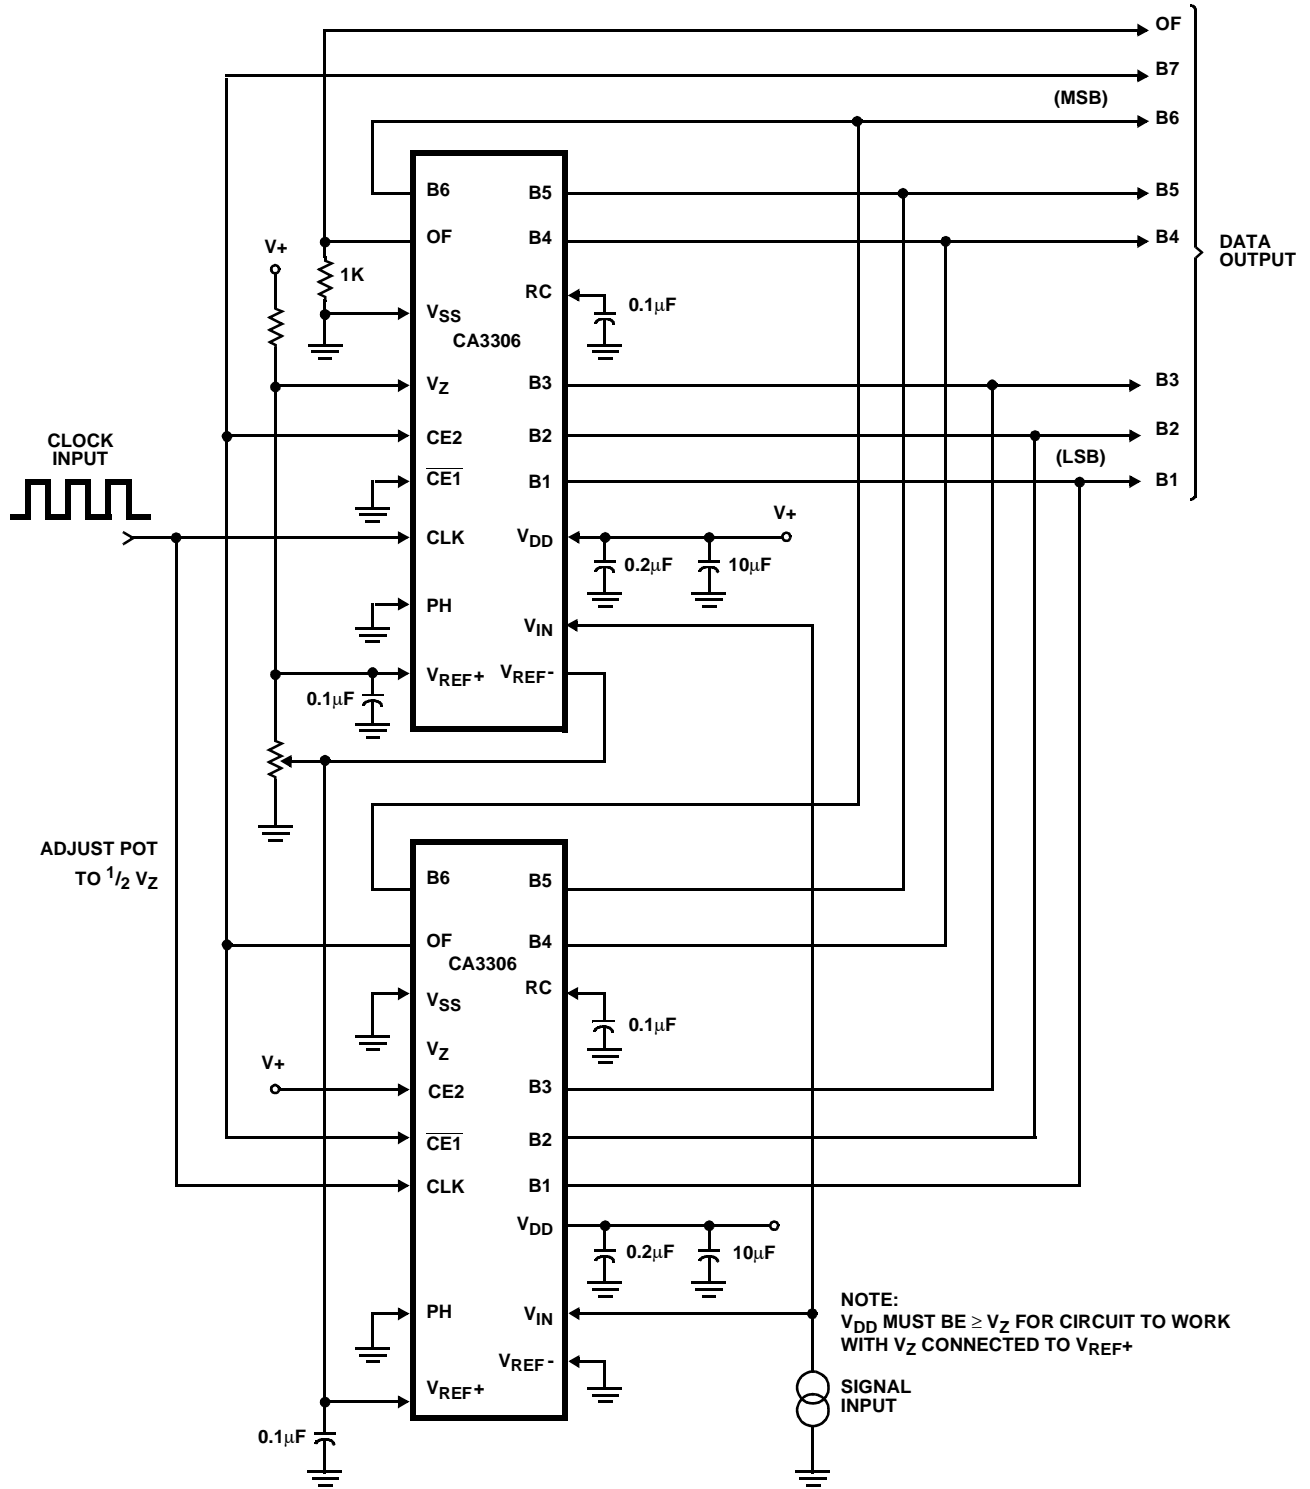 OF
B7
(MSB)
B6
B6 B5 B5
OF B4 B4
DATA
OUTPUT
V+
1K
RC 0.1μF
VSS
CA3306
VZ B3 B3
CE2 B2 B2
CLOCK
INPUT
(LSB)
CE1 B1 B1
V+
CLK VDD
0.2μF 10μF
PH VIN
VREF+ VREF-
0.1μF
ADJUST POT
TO 1/2 VZ
B6 B5
OF B4
CA3306
RC
VSS
0.1μF
VZ
V+
CE2 B3
CE1 B2
CLK B1
VDD
0.2μF 10μF
PH VIN
NOTE:
VDD MUST BE ≥ VZ FOR CIRCUIT TO WORK
WITH VZ CONNECTED TO VREF+
VREF-
VREF+
SIGNAL
INPUT
0.1μF